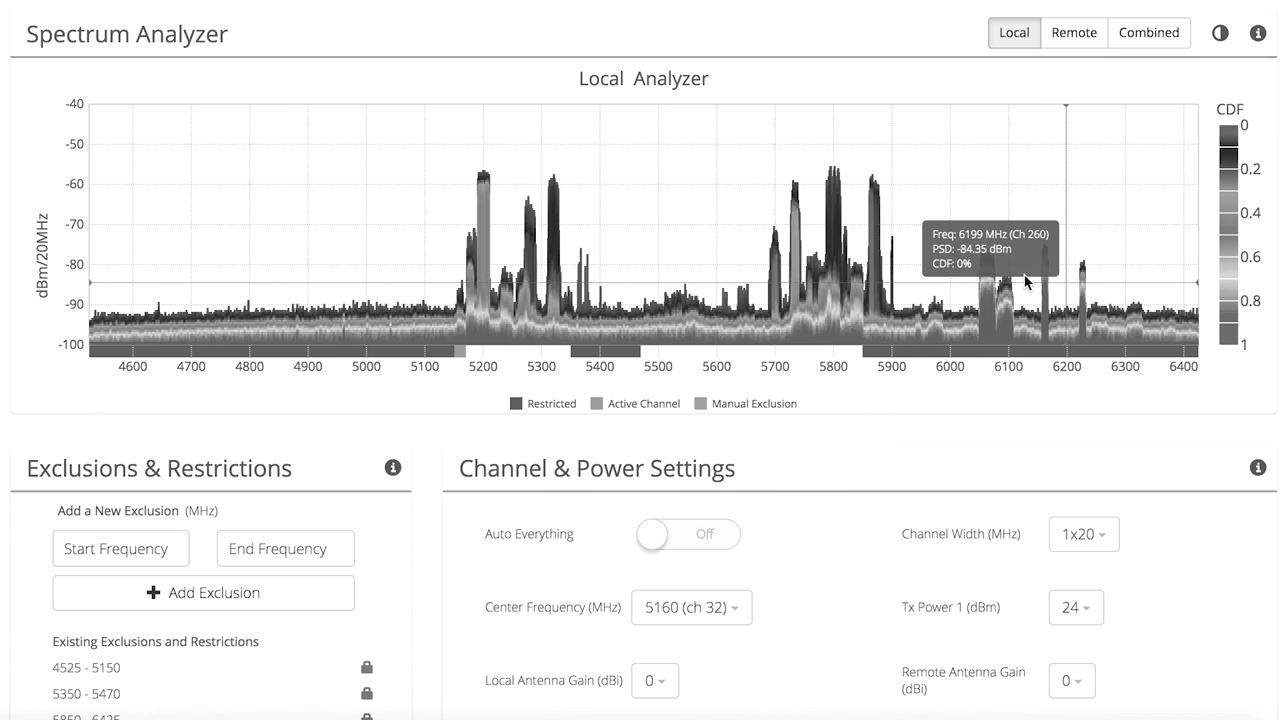 Spectrum Analyzer
Local Remote Combined
Local Analyzer
CDF
dBm/20MHz
-40
-50
-60
-70
-80
-90
-100
4600 4700 4800 4900 5000 5100 5200 5300 5400 5500 5600 5700 5800 5900 6000 6100 6200 6300 6400
Freq: 6199 MHz (Ch 260)
PSD: -84.35 dBm
CDF: 0%
0
0.2
0.4
0.6
0.8
1
Restricted Active Channel Manual Exclusion
Exclusions & Restrictions
Add a New Exclusion (MHz)
Start Frequency End Frequency
Add Exclusion
Existing Exclusions and Restrictions
4525 - 5150
5350 - 5470
5850 - 6425
Channel & Power Settings
Auto Everything Off
Channel Width (MHz) 1x20
Center Frequency (MHz) 5160 (ch 32)
Tx Power 1 (dBm) 24
Local Antenna Gain (dBi) 0
Remote Antenna Gain
(dBi) 0